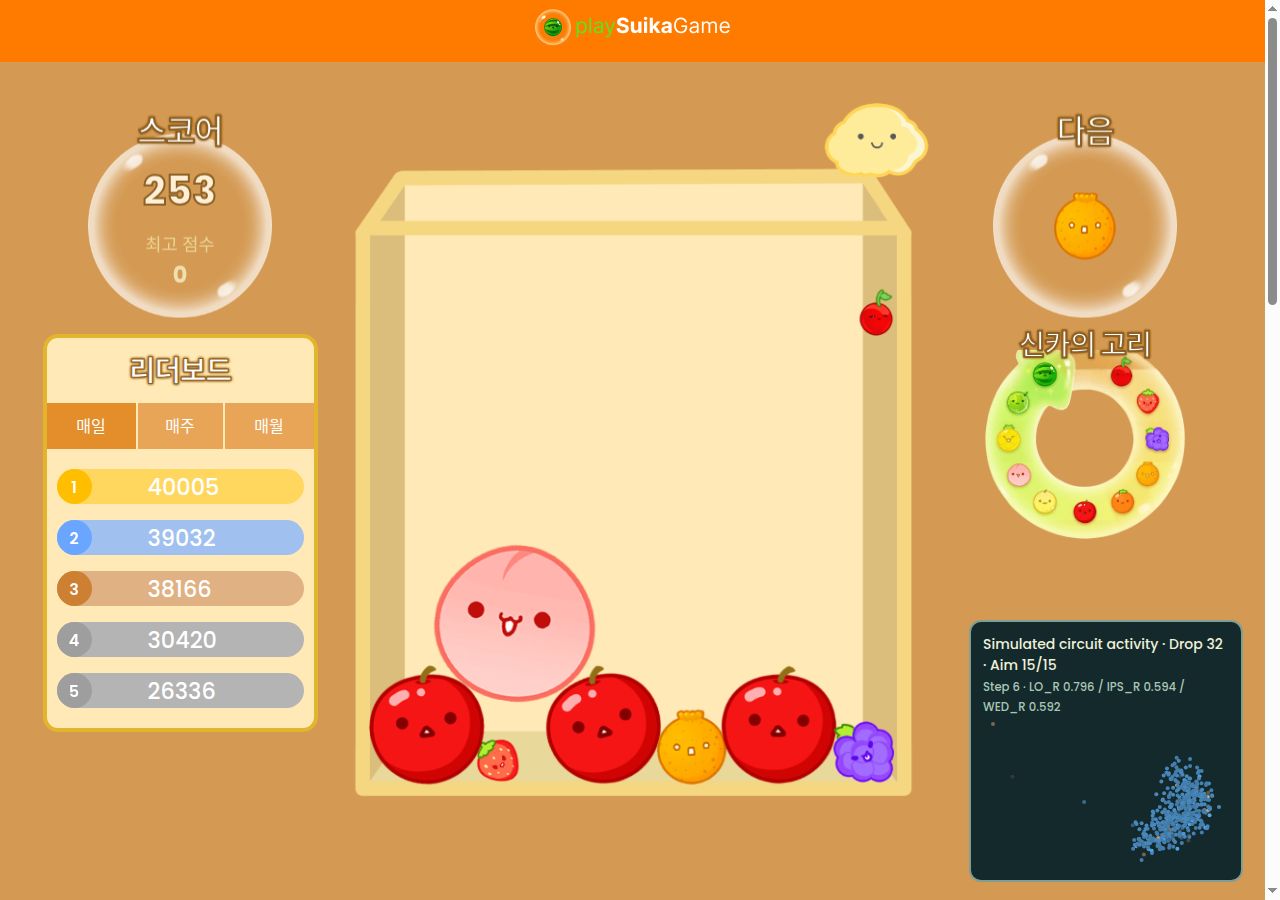 playSuikaGame
스코어
253
최고 점수
0
다음
신카의 고리
리더보드
매일 매주 매월
1 40005
2 39032
3 38166
4 30420
5 26336
Simulated circuit activity · Drop 32
· Aim 15/15
Step 6 · LO_R 0.796 / IPS_R 0.594 /
WED_R 0.592